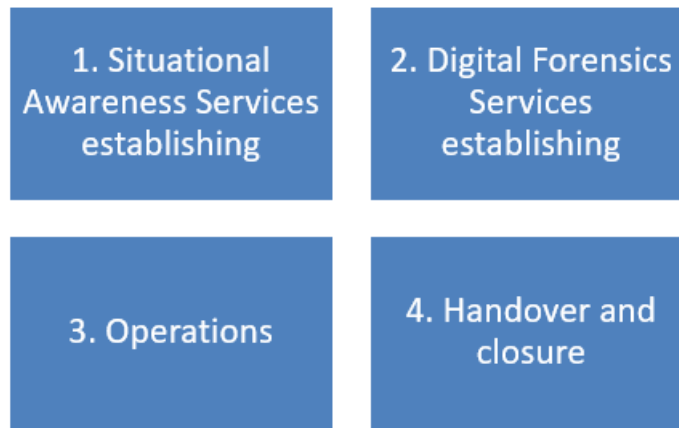 1. Situational
Awareness Services
establishing
2. Digital Forensics
Services
establishing
3. Operations
4. Handover and
closure